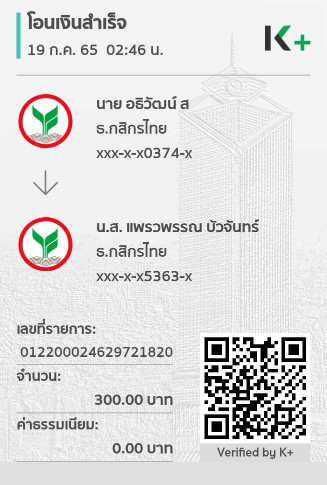 โอนเงินสำเร็จ
19 ก.ค. 65  02:46 น.
K+
นาย อธิวัฒน์ ส
ธ.กสิกรไทย
xxx-x-x0374-x
น.ส. แพรวพรรณ บัวจันทร์
ธ.กสิกรไทย
xxx-x-x5363-x
เลขที่รายการ:
012200024629721820
จำนวน:
300.00 บาท
ค่าธรรมเนียม:
0.00 บาท
Verified by K+